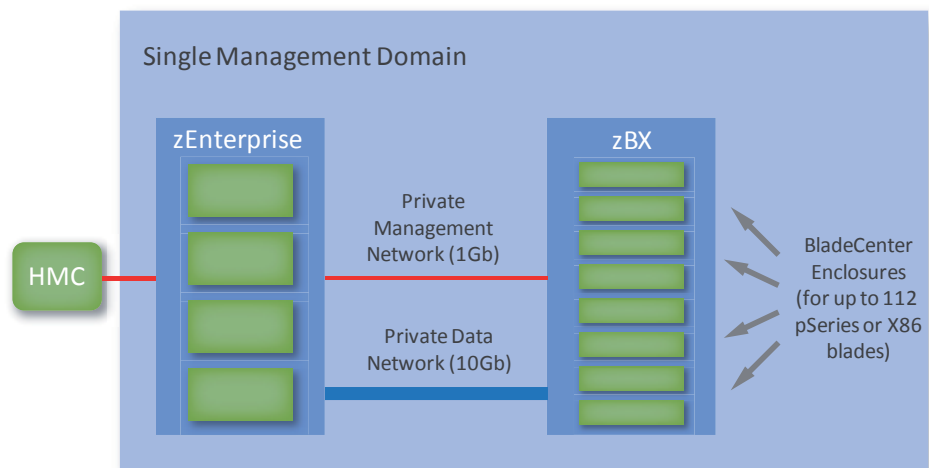 Single Management Domain
zEnterprise
zBX
Private
Management
Network (1Gb)
HMC
BladeCenter
Enclosures
(for up to 112
pSeries or X86
blades)
Private Data
Network (10Gb)